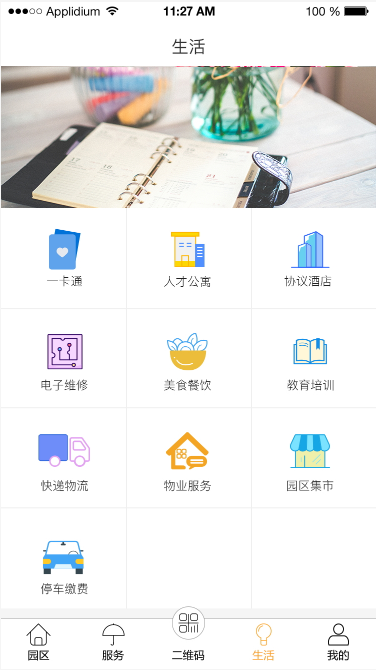 Applidium 11:27 AM 100 %
生活
一卡通 人才公寓 协议酒店
电子维修 美食餐饮 教育培训
快递物流 物业服务 园区集市
停车缴费
园区 服务 二维码 生活 我的